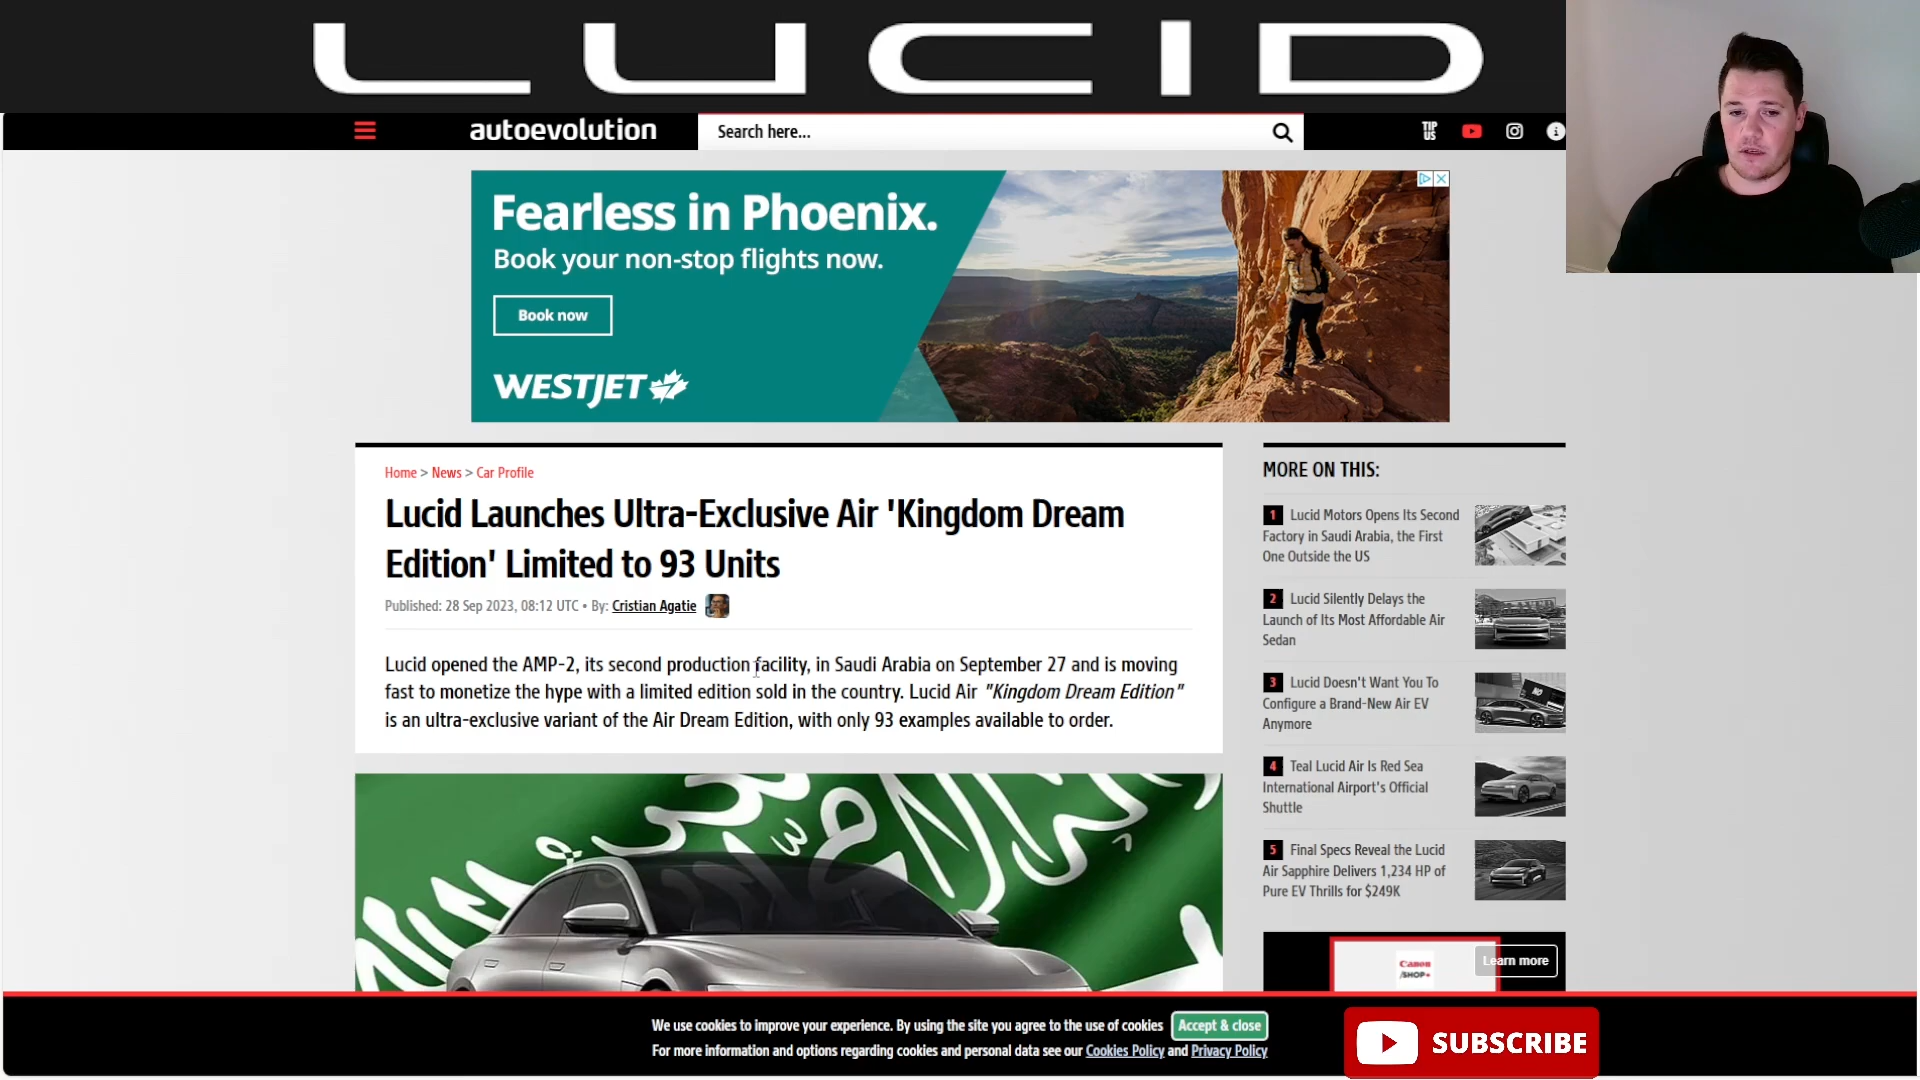 LUCID
autoevolution
Search here...
TIP
US
Fearless in Phoenix.
Book your non-stop flights now.
Book now
WESTJET
Home > News > Car Profile
Lucid Launches Ultra-Exclusive Air 'Kingdom Dream
Edition' Limited to 93 Units
Published: 28 Sep 2023, 08:12 UTC • By: Cristian Agatie
Lucid opened the AMP-2, its second production facility, in Saudi Arabia on September 27 and is moving
fast to monetize the hype with a limited edition sold in the country. Lucid Air "Kingdom Dream Edition"
is an ultra-exclusive variant of the Air Dream Edition, with only 93 examples available to order.
MORE ON THIS:
1 Lucid Motors Opens Its Second
Factory in Saudi Arabia, the First
One Outside the US
2 Lucid Silently Delays the
Launch of Its Most Affordable Air
Sedan
3 Lucid Doesn't Want You To
Configure a Brand-New Air EV
Anymore
4 Teal Lucid Air Is Red Sea
International Airport's Official
Shuttle
5 Final Specs Reveal the Lucid
Air Sapphire Delivers 1,234 HP of
Pure EV Thrills for $249K
Canon
/SHOP+
Learn more
We use cookies to improve your experience. By using the site you agree to the use of cookies
Accept & close
For more information and options regarding cookies and personal data see our Cookies Policy and Privacy Policy
SUBSCRIBE